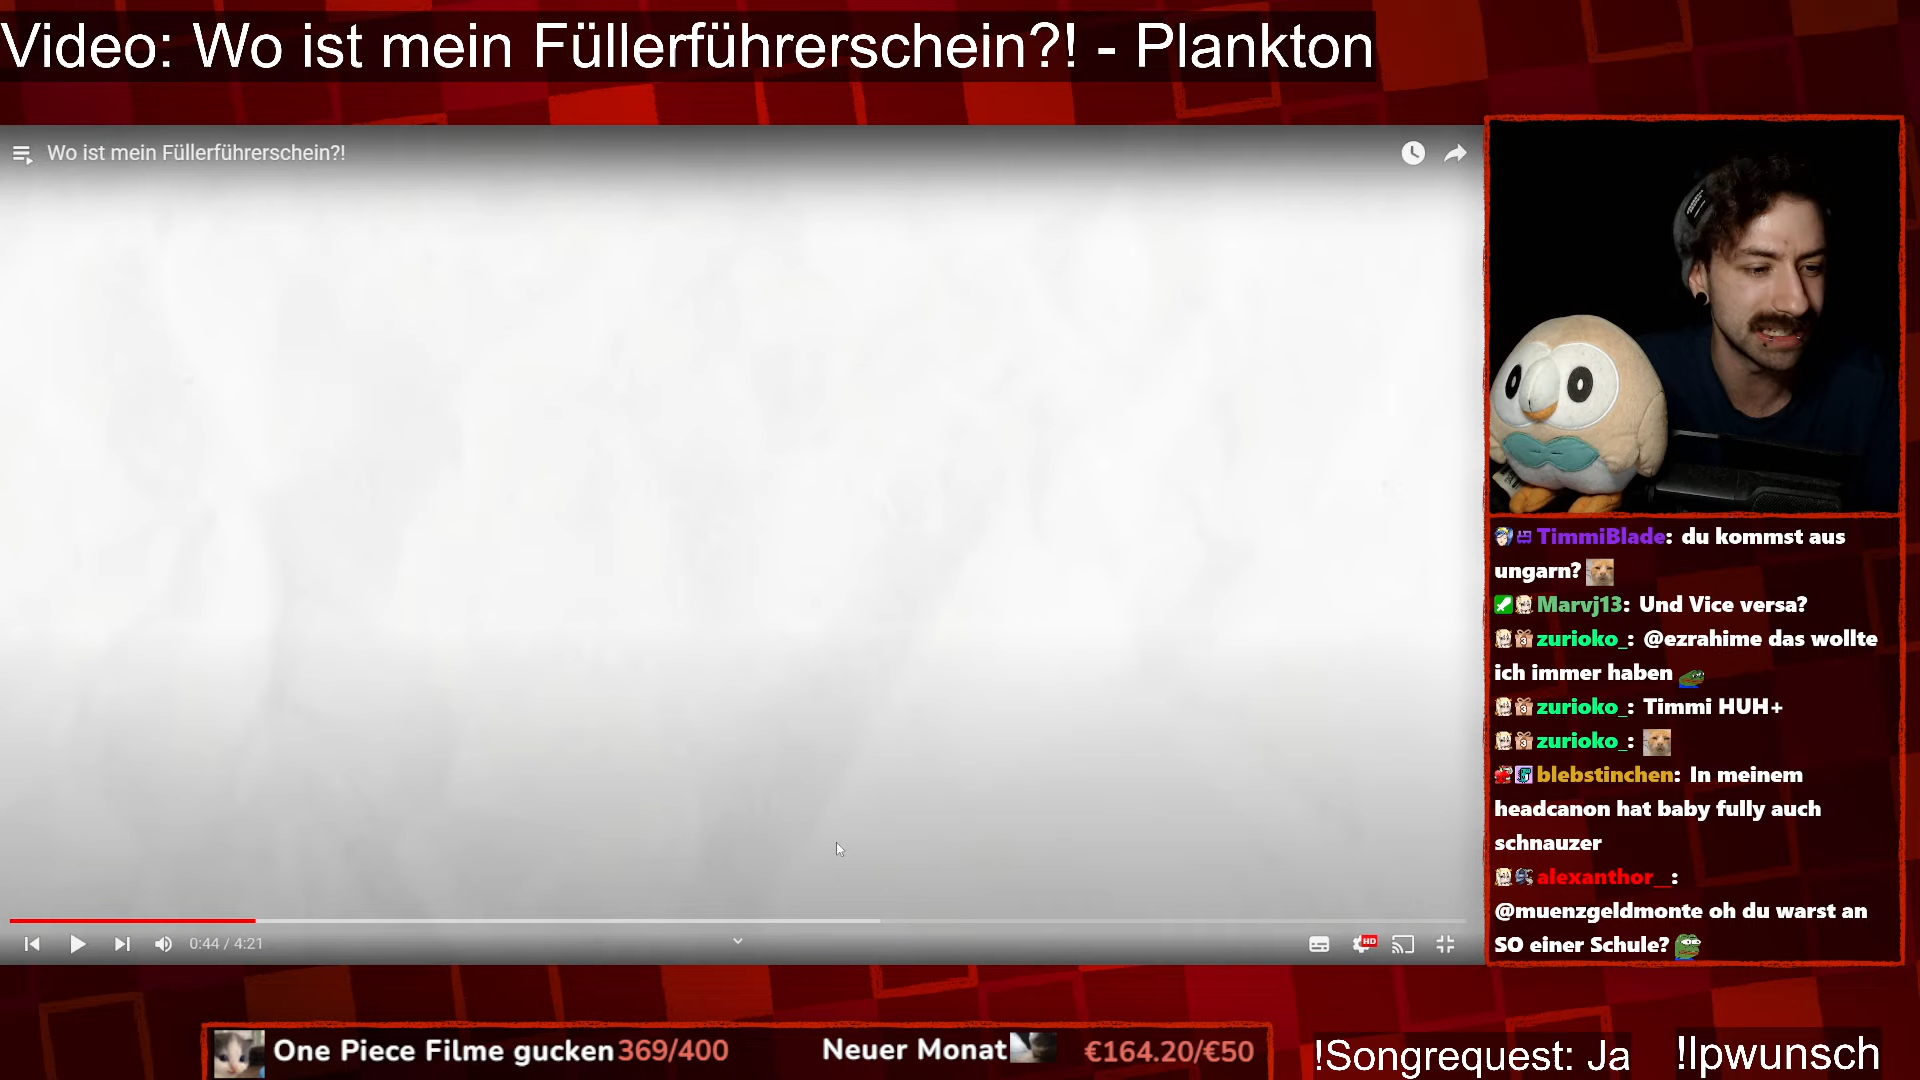 Video: Wo ist mein Füllerführerschein?! - Plankton
Wo ist mein Füllerführerschein?!
TimmiBlade: du kommst aus
ungarn?
Marvj13: Und Vice versa?
zurioko_: @ezrahime das wollte
ich immer haben
zurioko_: Timmi HUH+
zurioko_:
blebstinchen: In meinem
headcanon hat baby fully auch
schnauzer
alexanthor__:
@muenzgeldmonte oh du warst an
SO einer Schule?
0:44 / 4:21
HD
One Piece Filme gucken 369/400
Neuer Monat €164.20/€50
!Songrequest: Ja
!lpwunsch